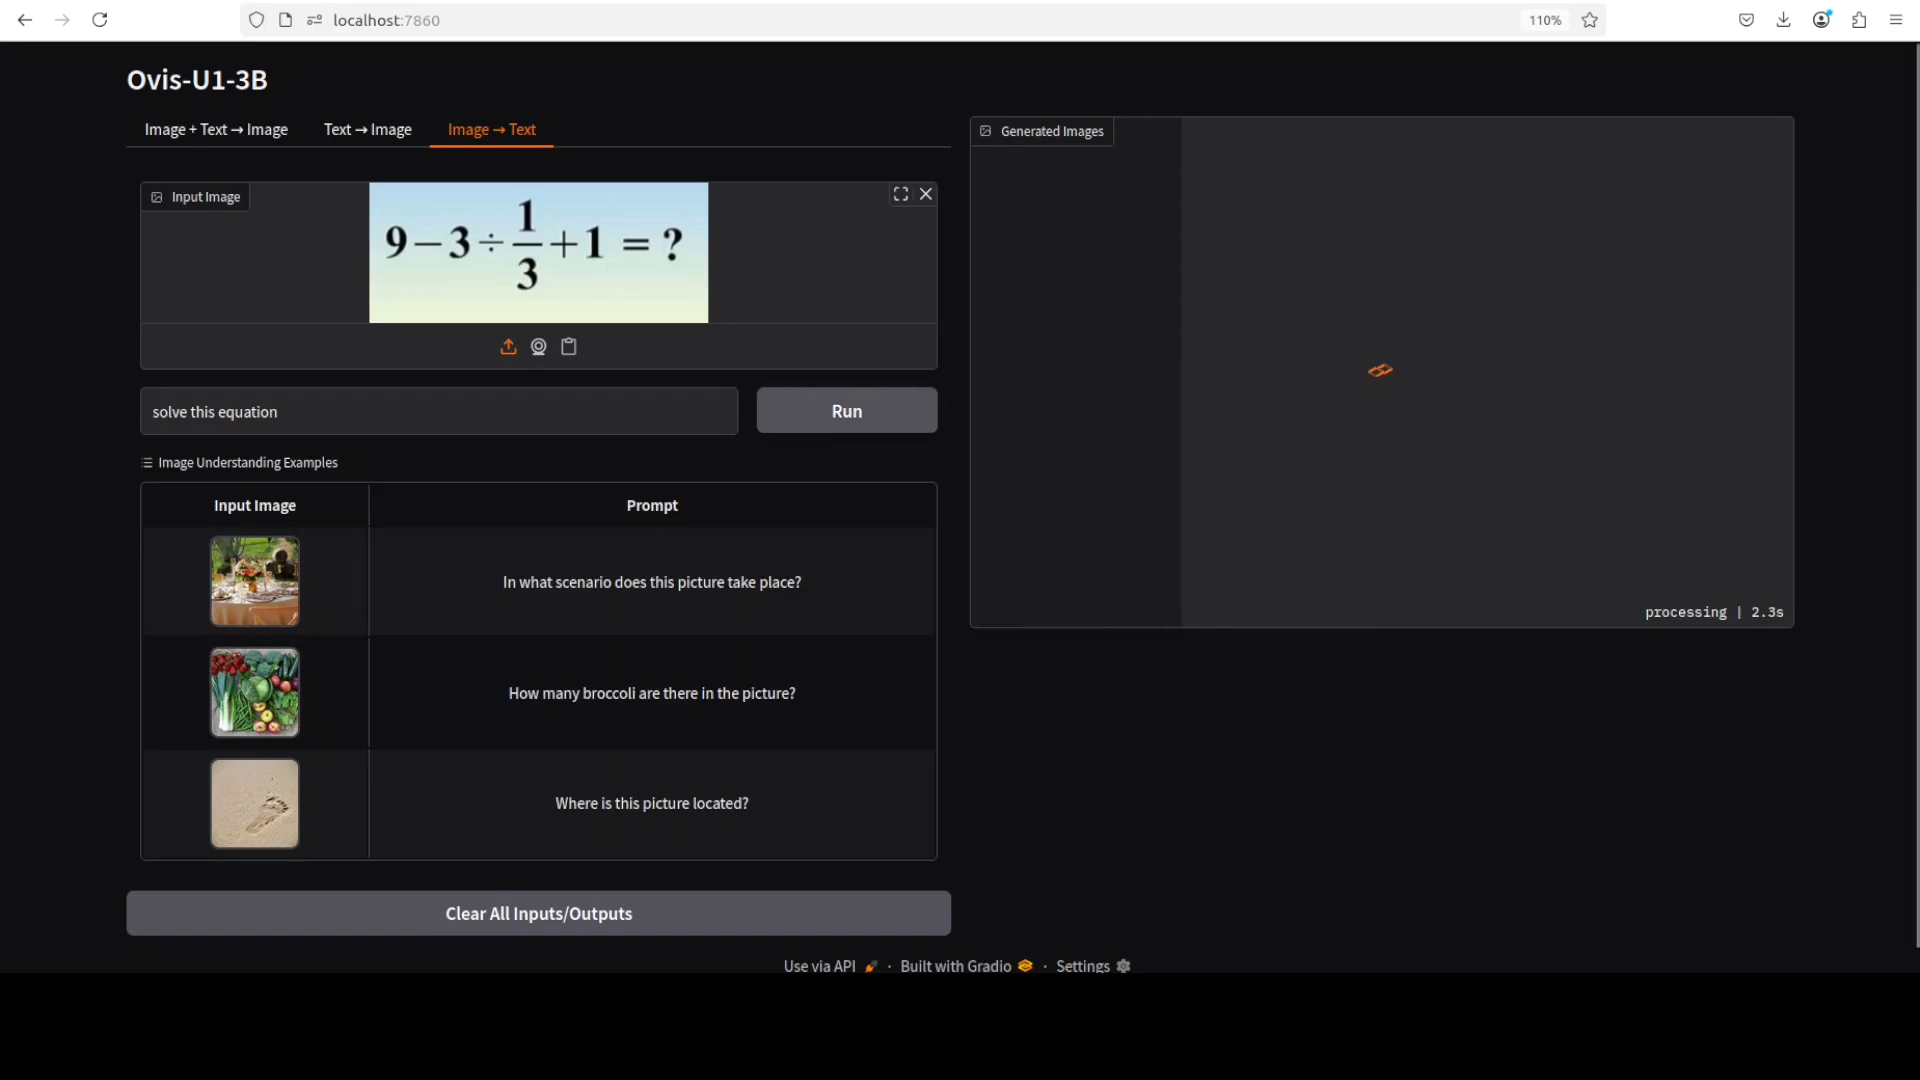 localhost:7860
110%
Ovis-U1-3B
Image + Text → Image
Text → Image
Image → Text
Input Image
9 − 3 ÷ 1/3 + 1 = ?
solve this equation
Run
Image Understanding Examples
Input Image
Prompt
In what scenario does this picture take place?
How many broccoli are there in the picture?
Where is this picture located?
Clear All Inputs/Outputs
Generated Images
processing | 2.3s
Use via API · Built with Gradio · Settings